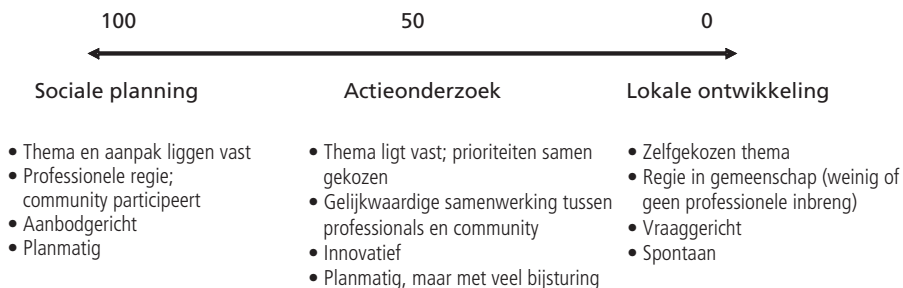 100 50 0
Sociale planning
• Thema en aanpak liggen vast
• Professionele regie;
community participeert
• Aanbodgericht
• Planmatig
Actieonderzoek
• Thema ligt vast; prioriteiten samen
gekozen
• Gelijkwaardige samenwerking tussen
professionals en community
• Innovatief
• Planmatig, maar met veel bijsturing
Lokale ontwikkeling
• Zelfgekozen thema
• Regie in gemeenschap (weinig of
geen professionele inbreng)
• Vraaggericht
• Spontaan